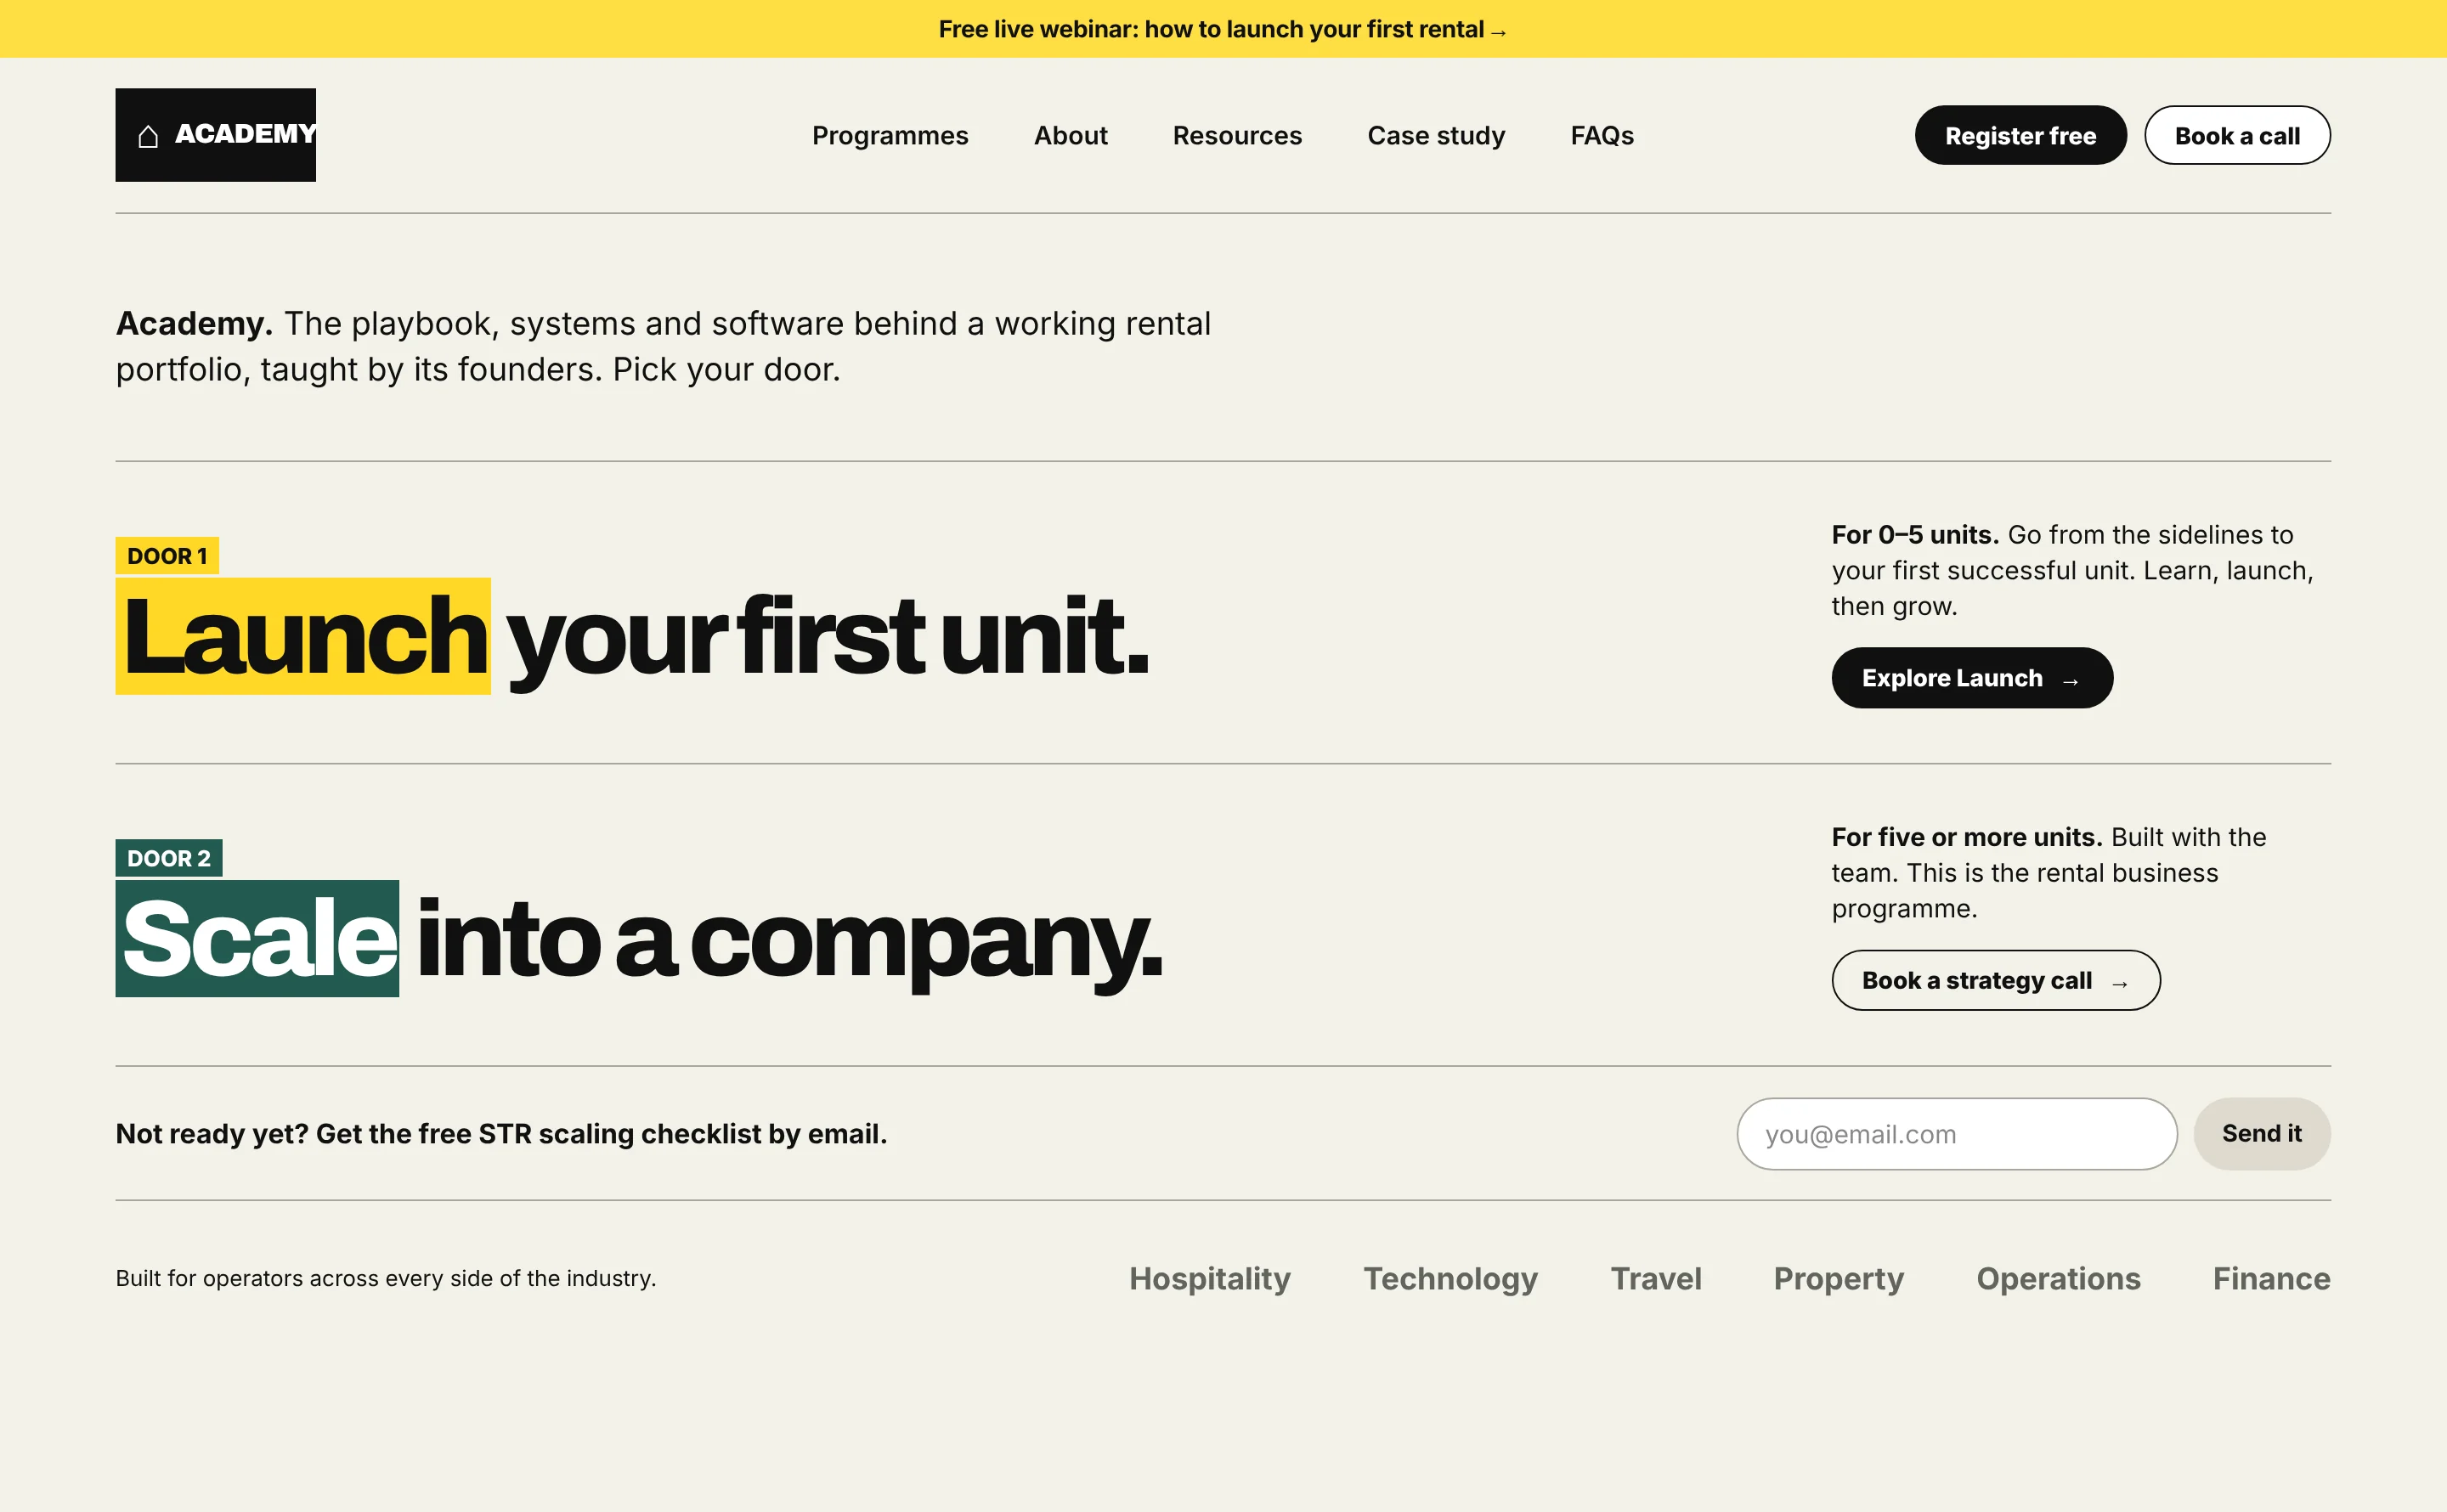 Free live webinar: how to launch your first rental →
ACADEMY
Programmes
About
Resources
Case study
FAQs
Register free
Book a call
Academy. The playbook, systems and software behind a working rental
portfolio, taught by its founders. Pick your door.
DOOR 1
Launch your first unit.
For 0–5 units. Go from the sidelines to
your first successful unit. Learn, launch,
then grow.
Explore Launch →
DOOR 2
Scale into a company.
For five or more units. Built with the
team. This is the rental business
programme.
Book a strategy call →
Not ready yet? Get the free STR scaling checklist by email.
you@email.com
Send it
Built for operators across every side of the industry.
Hospitality
Technology
Travel
Property
Operations
Finance